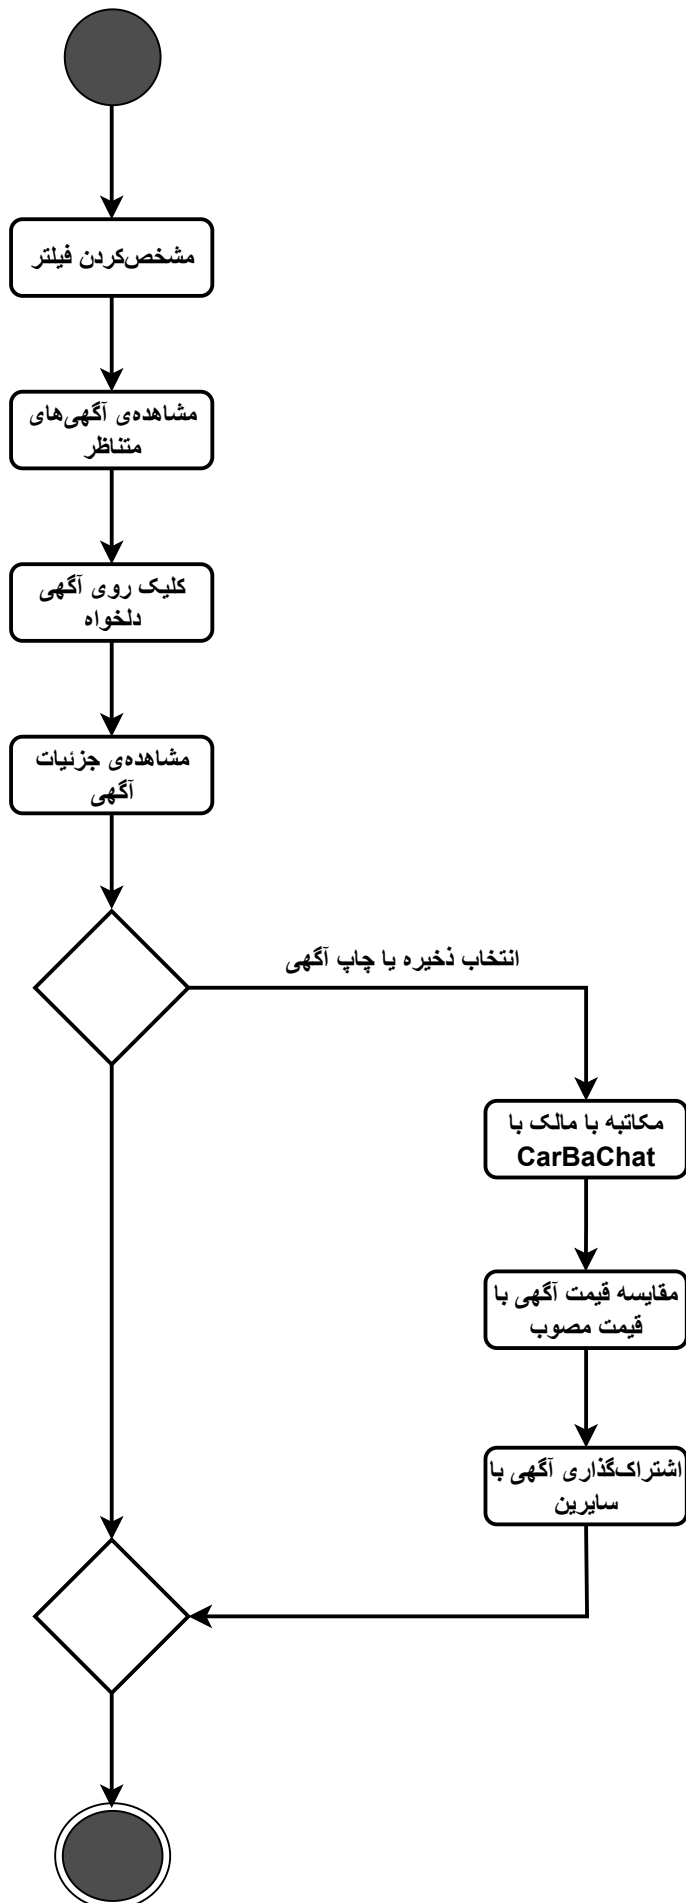 مشخص‌کردن فیلتر
مشاهده‌ی آگهی‌های
متناظر
کلیک روی آگهی
دلخواه
مشاهده‌ی جزئیات
آگهی
انتخاب ذخیره یا چاپ آگهی
مکاتبه با مالک با
CarBaChat
مقایسه قیمت آگهی با
قیمت مصوب
اشتراک‌گذاری آگهی با
سایرین